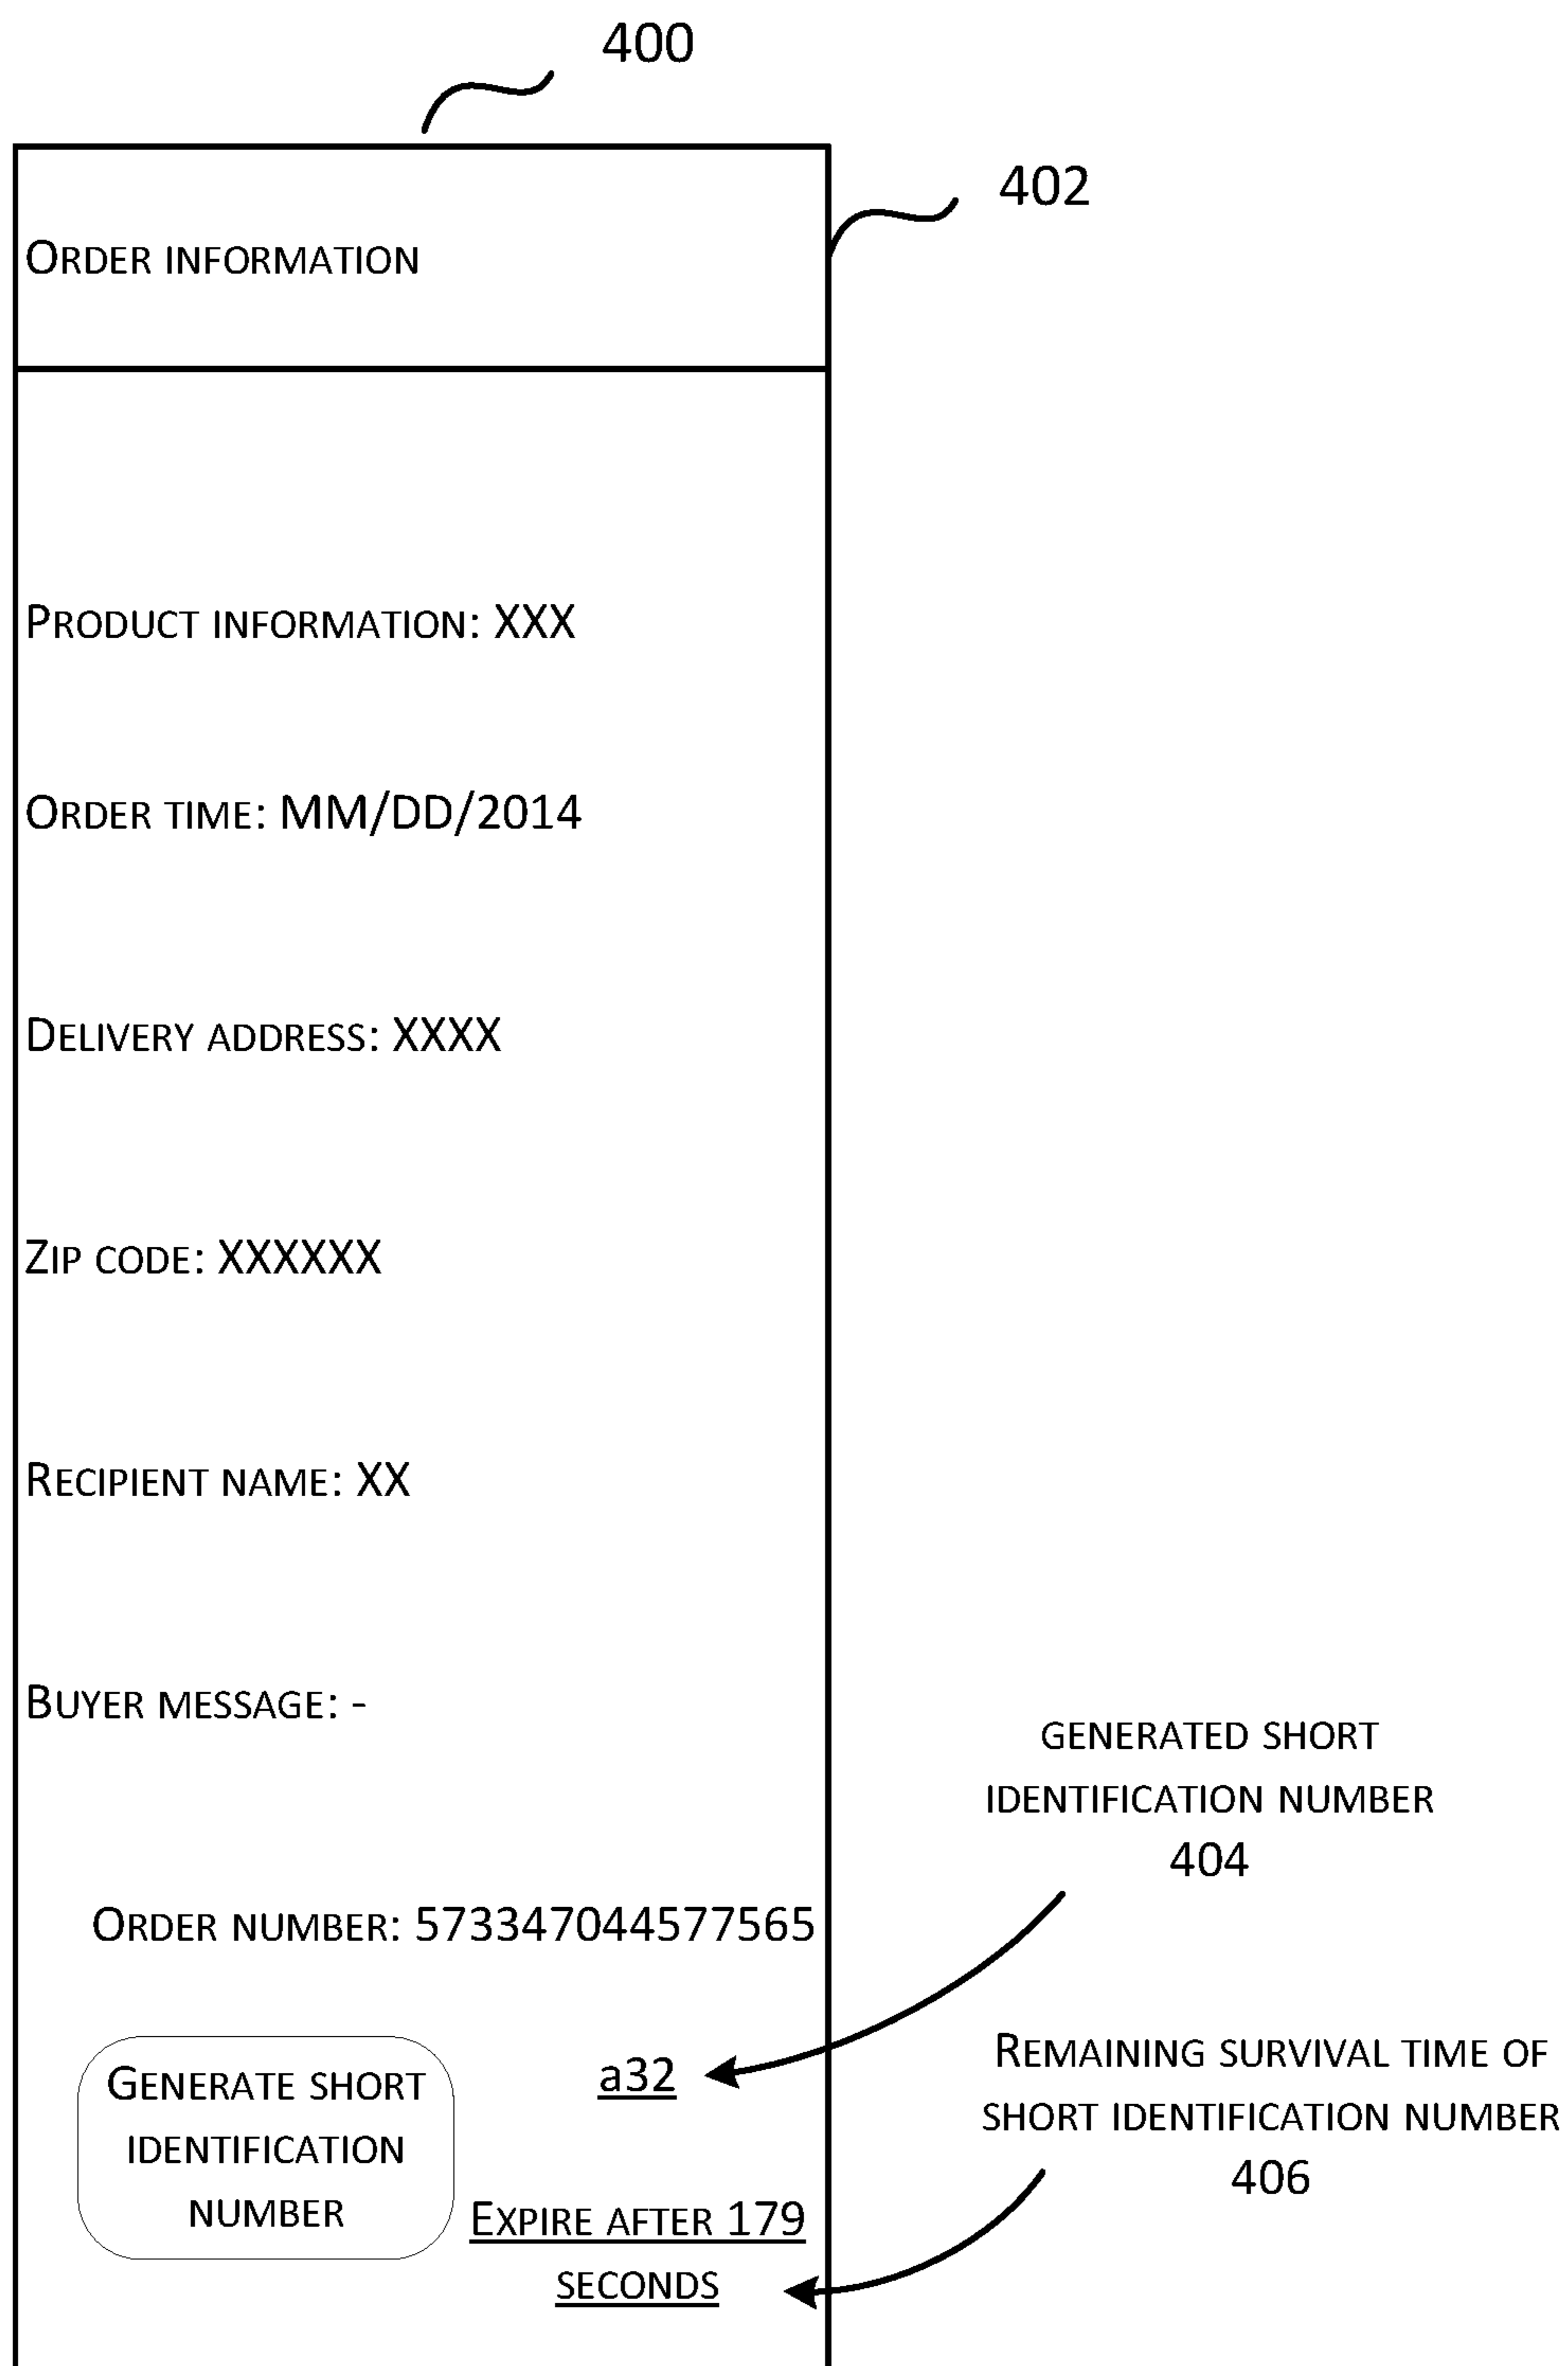 400
402
Order information
Product information: XXX
Order time: MM/DD/2014
Delivery address: XXXX
Zip code: XXXXXX
Recipient name: XX
Buyer message: -
generated short
identification number
404
Order number: 573347044577565
a32
Generate short
identification
number
Expire after 179
seconds
Remaining survival time of
short identification number
406